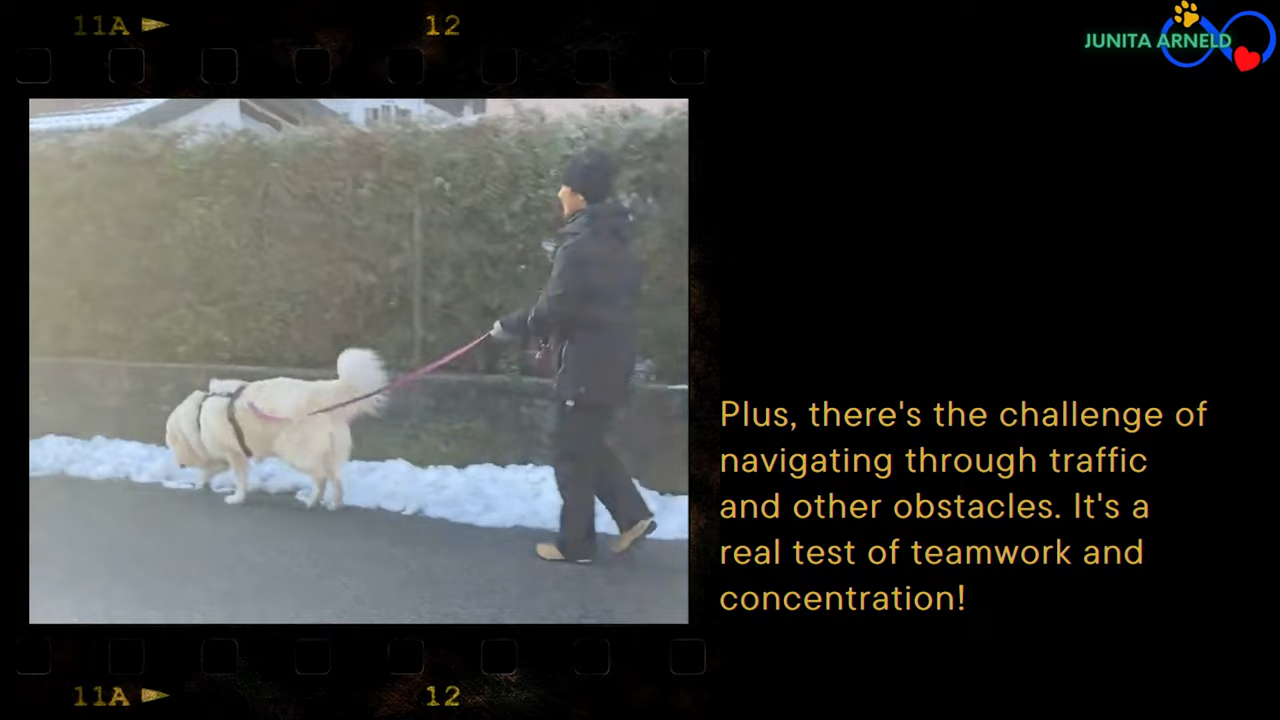 11A 12
JUNITA ARNELD
Plus, there's the challenge of
navigating through traffic
and other obstacles. It's a
real test of teamwork and
concentration!
11A 12